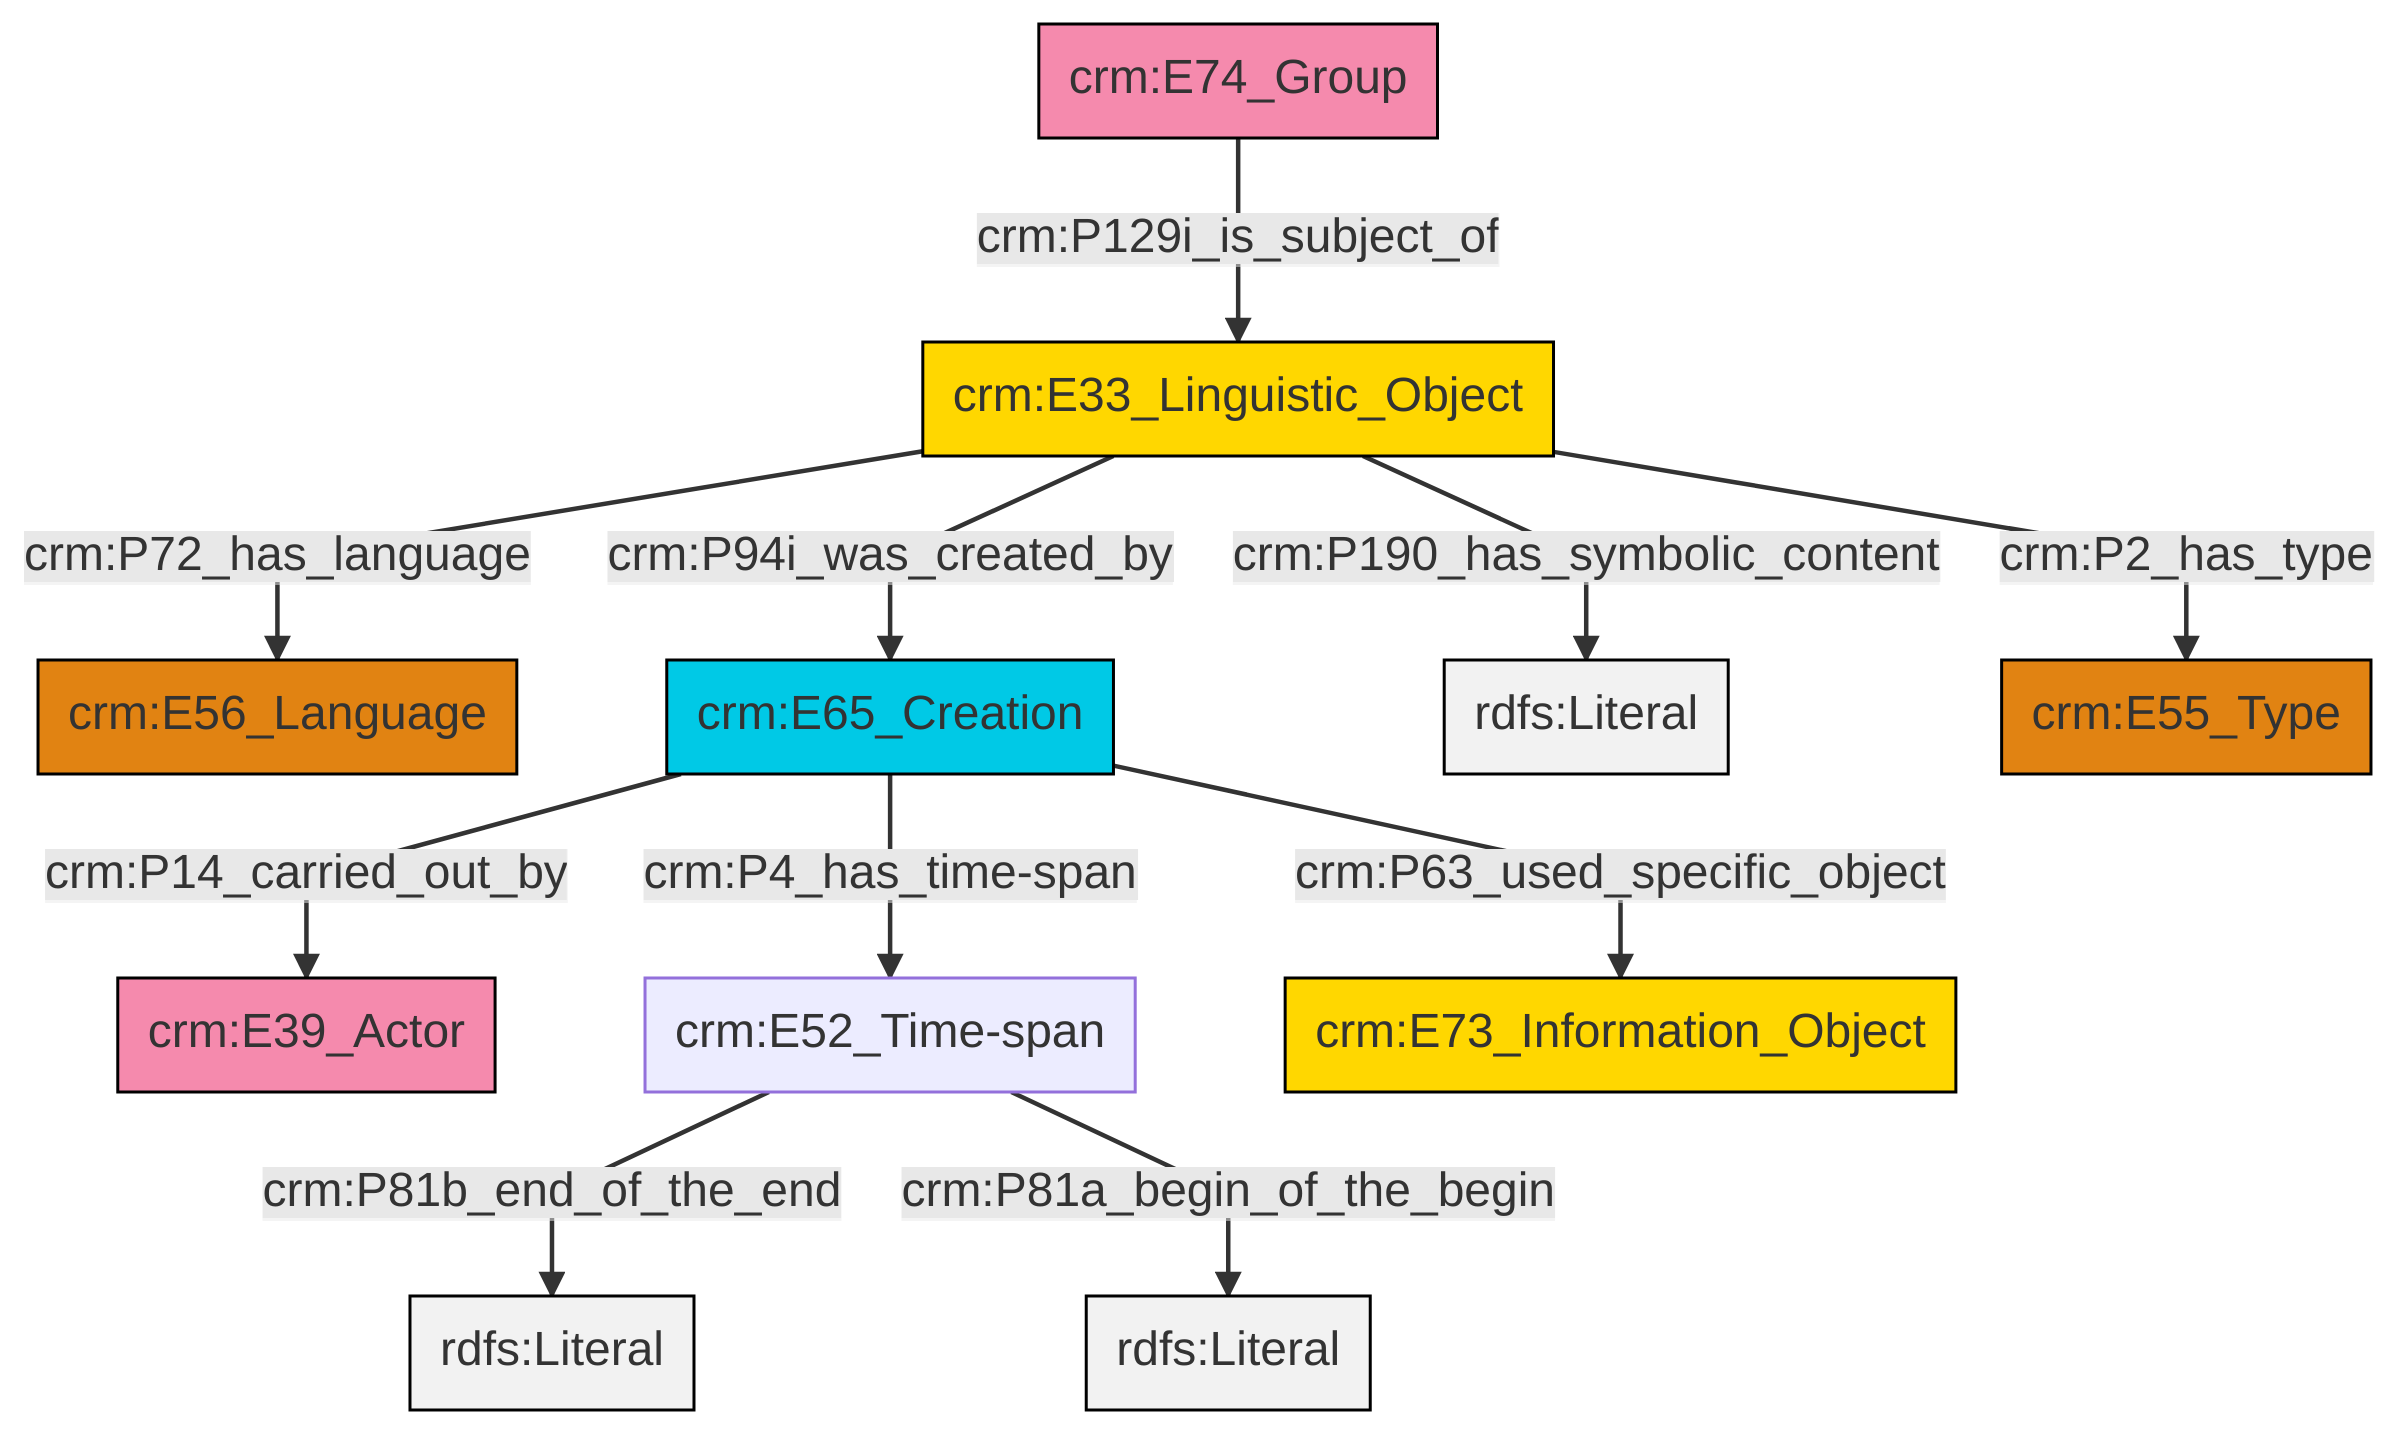 crm:E74_Group
crm:P129i_is_subject_of
crm:E33_Linguistic_Object
crm:P72_has_language
crm:P94i_was_created_by
crm:P190_has_symbolic_content
crm:P2_has_type
crm:E56_Language
crm:E65_Creation
rdfs:Literal
crm:E55_Type
crm:P14_carried_out_by
crm:P4_has_time-span
crm:P63_used_specific_object
crm:E39_Actor
crm:E52_Time-span
crm:E73_Information_Object
crm:P81b_end_of_the_end
crm:P81a_begin_of_the_begin
rdfs:Literal
rdfs:Literal